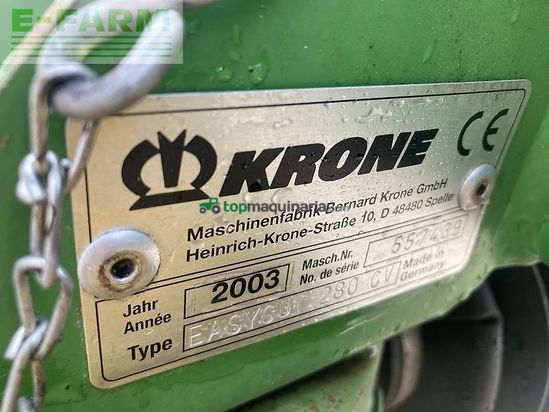 E-FARM
KRONE CE
topmaquinaria
Maschinenfabrik Bernard Krone GmbH
Heinrich-Krone-Straße 10, D 48480 Spelle
Jahr
Année
2003
Masch.Nr.
No. de série
557438
Type
EASYCUT 280 CV
Made in
Germany